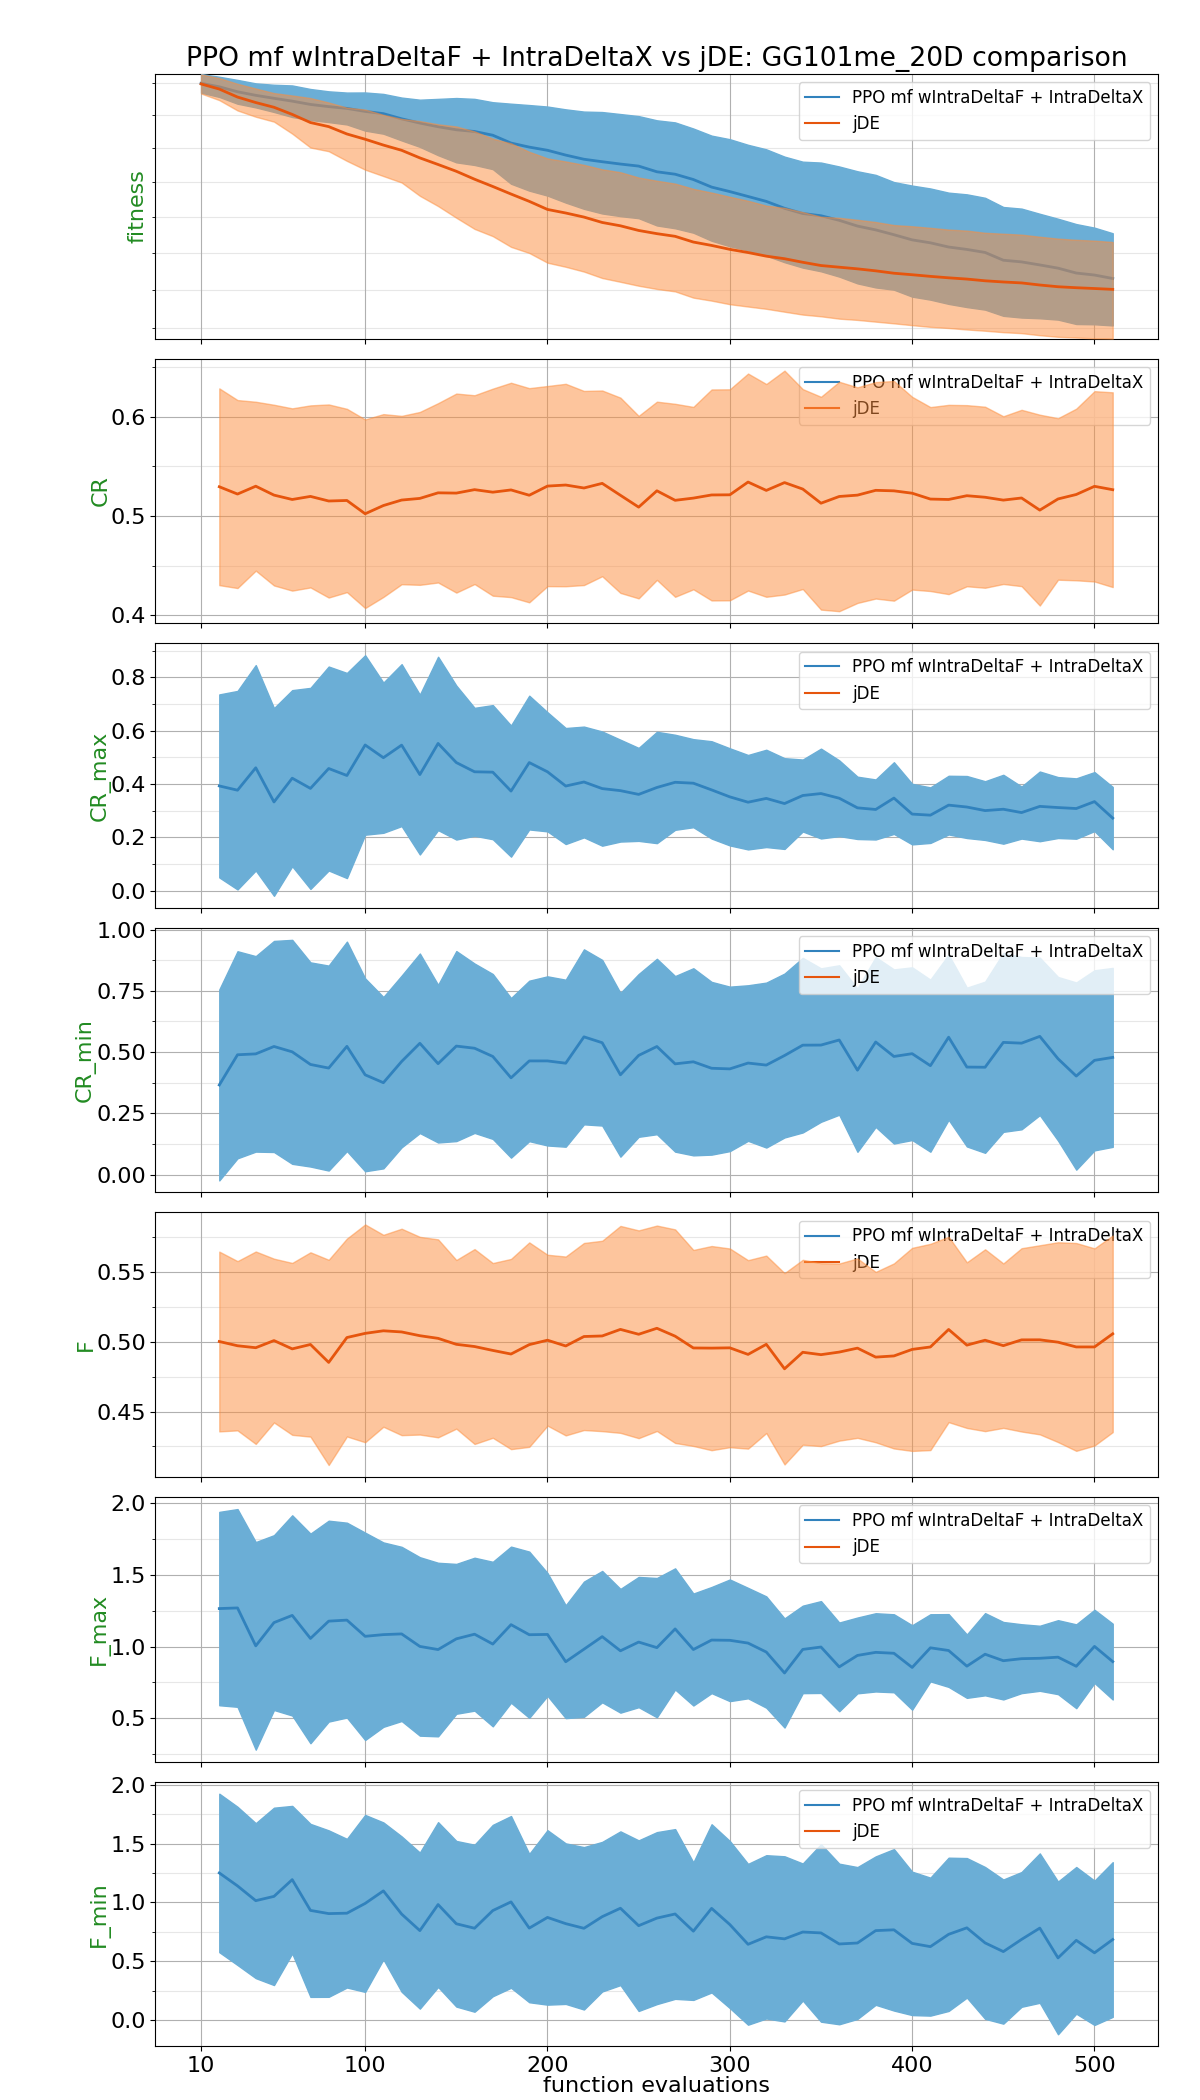 PPO mf wIntraDeltaF + IntraDeltaX vs jDE: GG101me_20D comparison
fitness
PPO mf wIntraDeltaF + IntraDeltaX
jDE
CR
0.6
0.5
0.4
PPO mf wIntraDeltaF + IntraDeltaX
jDE
CR_max
0.8
0.6
0.4
0.2
0.0
PPO mf wIntraDeltaF + IntraDeltaX
jDE
CR_min
1.00
0.75
0.50
0.25
0.00
PPO mf wIntraDeltaF + IntraDeltaX
jDE
F
0.55
0.50
0.45
PPO mf wIntraDeltaF + IntraDeltaX
jDE
F_max
2.0
1.5
1.0
0.5
PPO mf wIntraDeltaF + IntraDeltaX
jDE
F_min
2.0
1.5
1.0
0.5
0.0
PPO mf wIntraDeltaF + IntraDeltaX
jDE
10 100 200 300 400 500
function evaluations